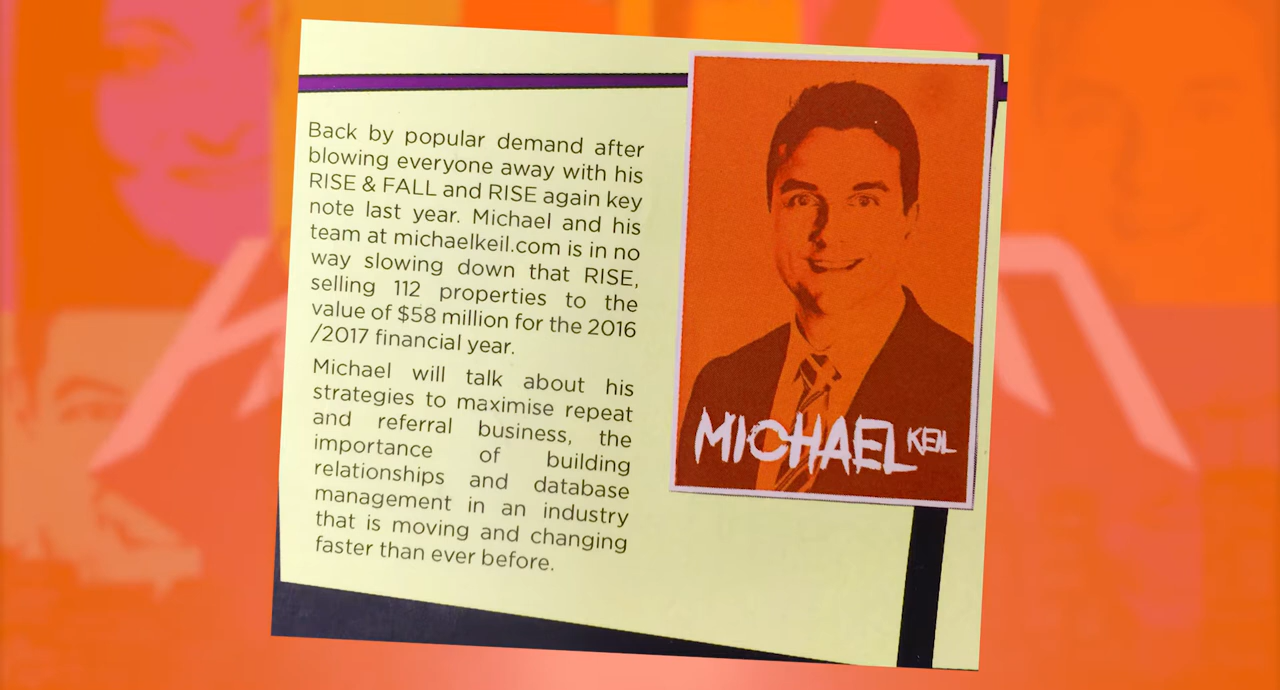 Back by popular demand after
blowing everyone away with his
RISE & FALL and RISE again key
note last year. Michael and his
team at michaelkeil.com is in no
way slowing down that RISE,
selling 112 properties to the
value of $58 million for the 2016
/2017 financial year.
Michael will talk about his
strategies to maximise repeat
and referral business, the
importance of building
relationships and database
management in an industry
that is moving and changing
faster than ever before.
MICHAEL KEIL